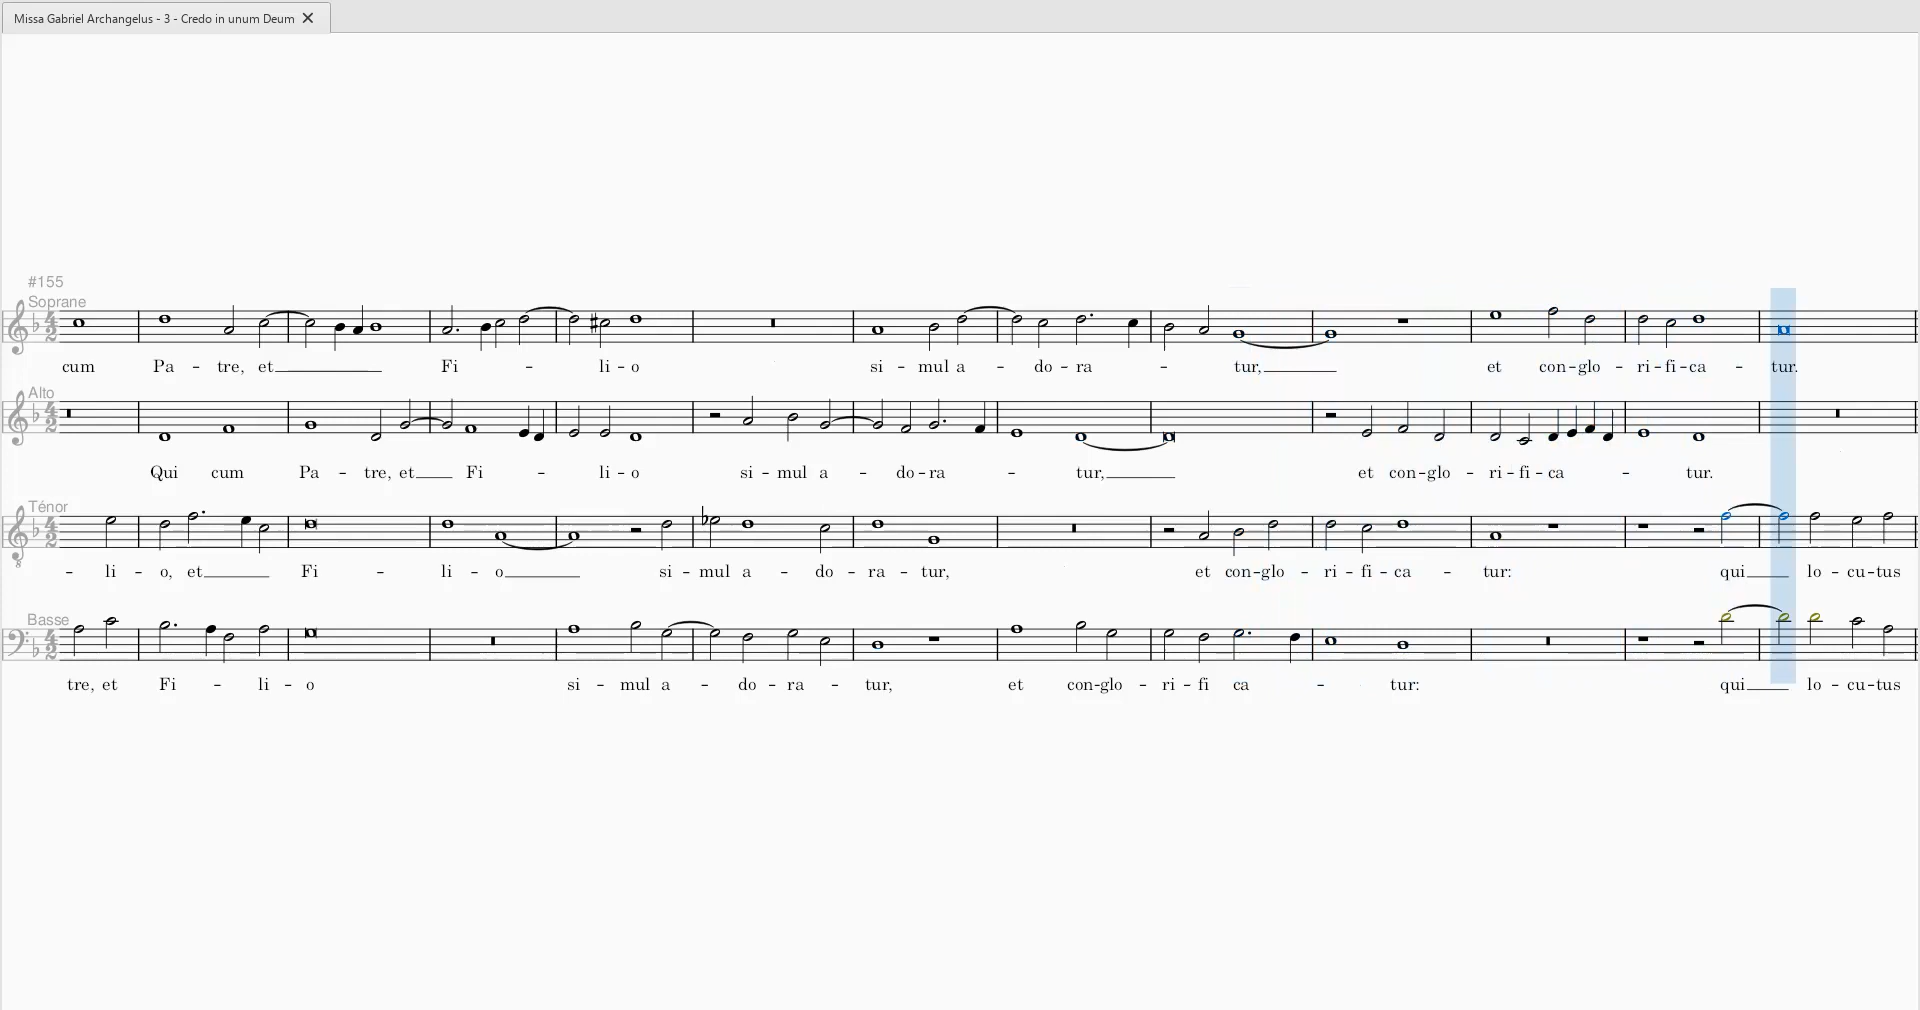 Missa Gabriel Archangelus - 3 - Credo in unum Deum ✕
#155
Soprane
cum Pa - tre, et Fi - li - o si - mul a - do - ra - tur, et con - glo - ri - fi - ca - tur.
Alto
Qui cum Pa - tre, et Fi - li - o si - mul a - do - ra - tur, et con - glo - ri - fi - ca - tur.
Ténor
- li - o, et Fi - li - o si - mul a - do - ra - tur, et con - glo - ri - fi - ca - tur: qui lo - cu - tus
Basse
tre, et Fi - li - o si - mul a - do - ra - tur, et con - glo - ri - fi ca - tur: qui lo - cu - tus